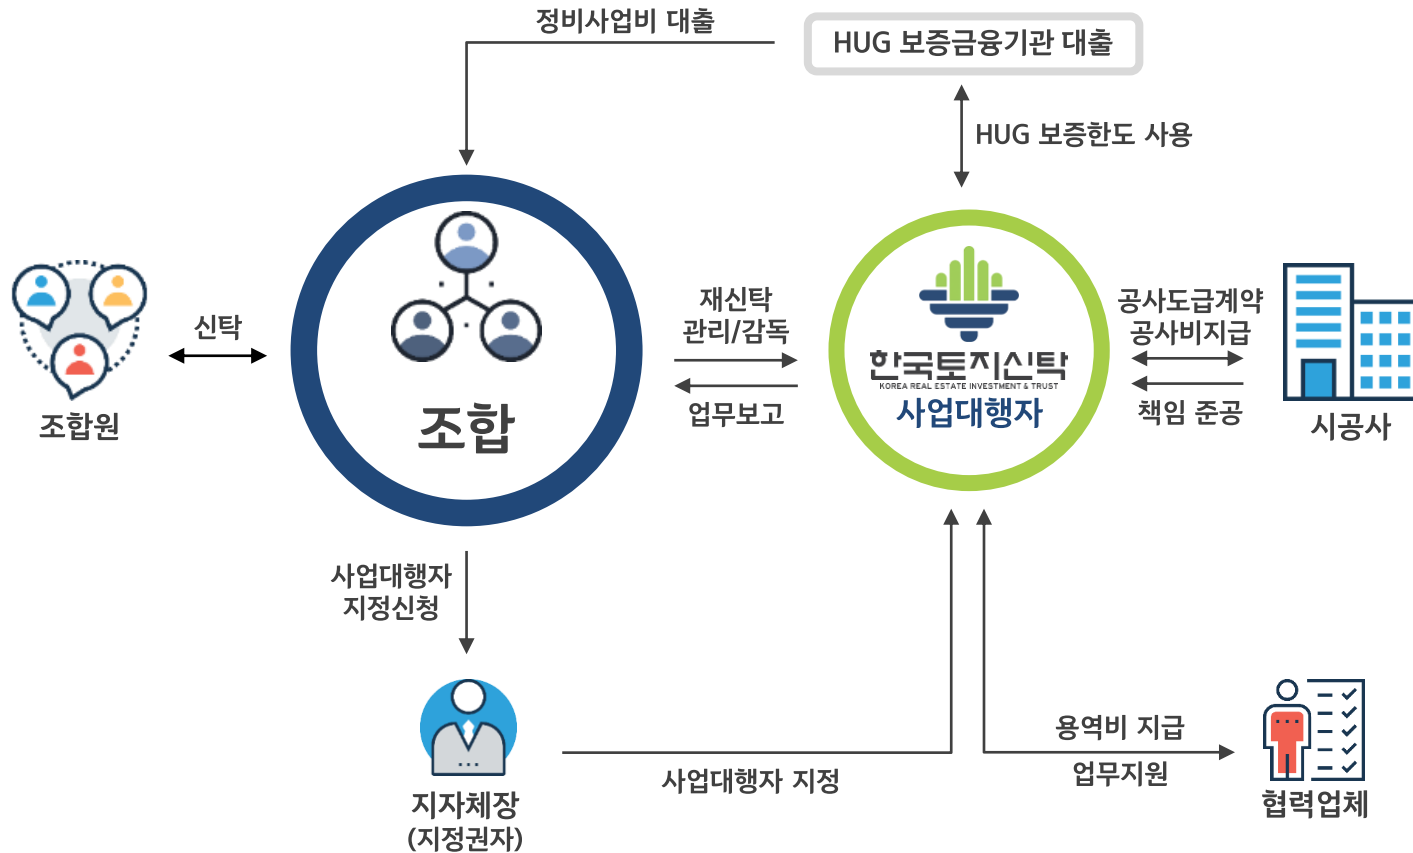 정비사업비 대출
HUG 보증금융기관 대출
HUG 보증한도 사용
조합원
신탁
조합
재신탁
관리/감독
업무보고
한국토지신탁
KOREA REAL ESTATE INVESTMENT & TRUST
사업대행자
공사도급계약
공사비지급
책임 준공
시공사
사업대행자
지정신청
지자체장
(지정권자)
사업대행자 지정
용역비 지급
업무지원
협력업체